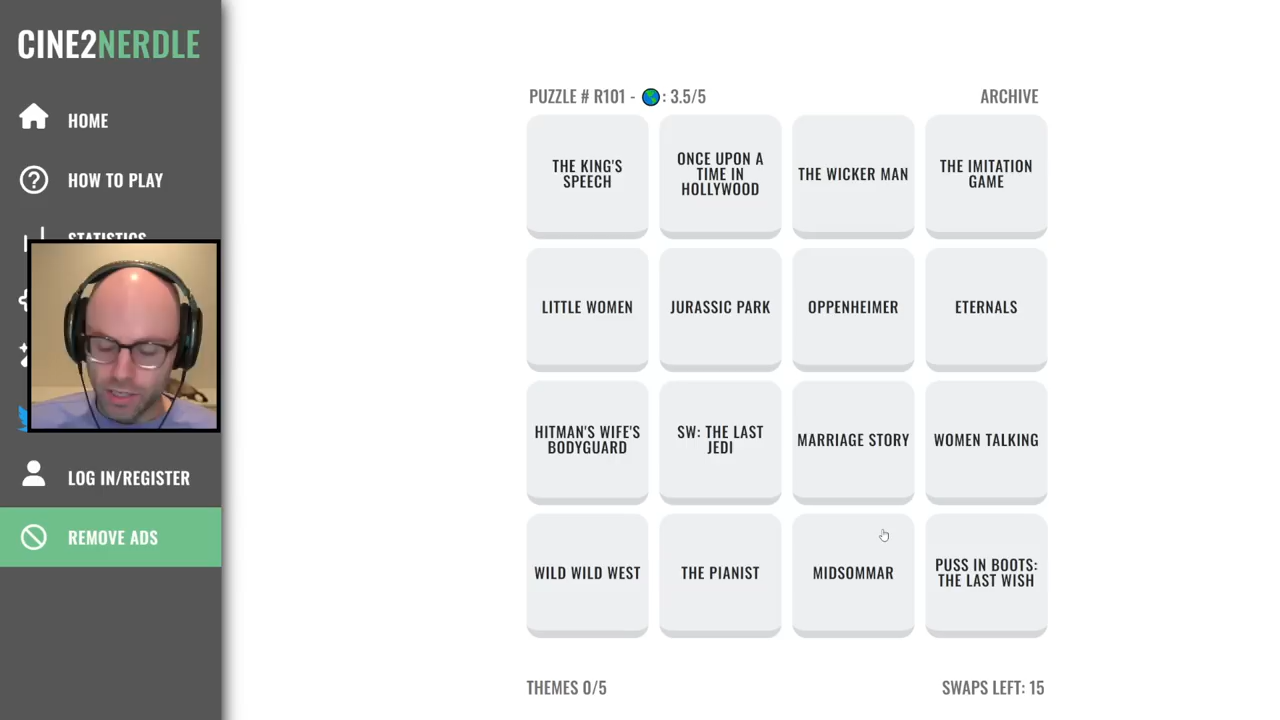 CINE2NERDLE
HOME
HOW TO PLAY
STATISTICS
LOG IN/REGISTER
REMOVE ADS
PUZZLE # R101 - 🌎: 3.5/5
ARCHIVE
THE KING'S
SPEECH
ONCE UPON A
TIME IN
HOLLYWOOD
THE WICKER MAN
THE IMITATION
GAME
LITTLE WOMEN
JURASSIC PARK
OPPENHEIMER
ETERNALS
HITMAN'S WIFE'S
BODYGUARD
SW: THE LAST
JEDI
MARRIAGE STORY
WOMEN TALKING
WILD WILD WEST
THE PIANIST
MIDSOMMAR
PUSS IN BOOTS:
THE LAST WISH
THEMES 0/5
SWAPS LEFT: 15